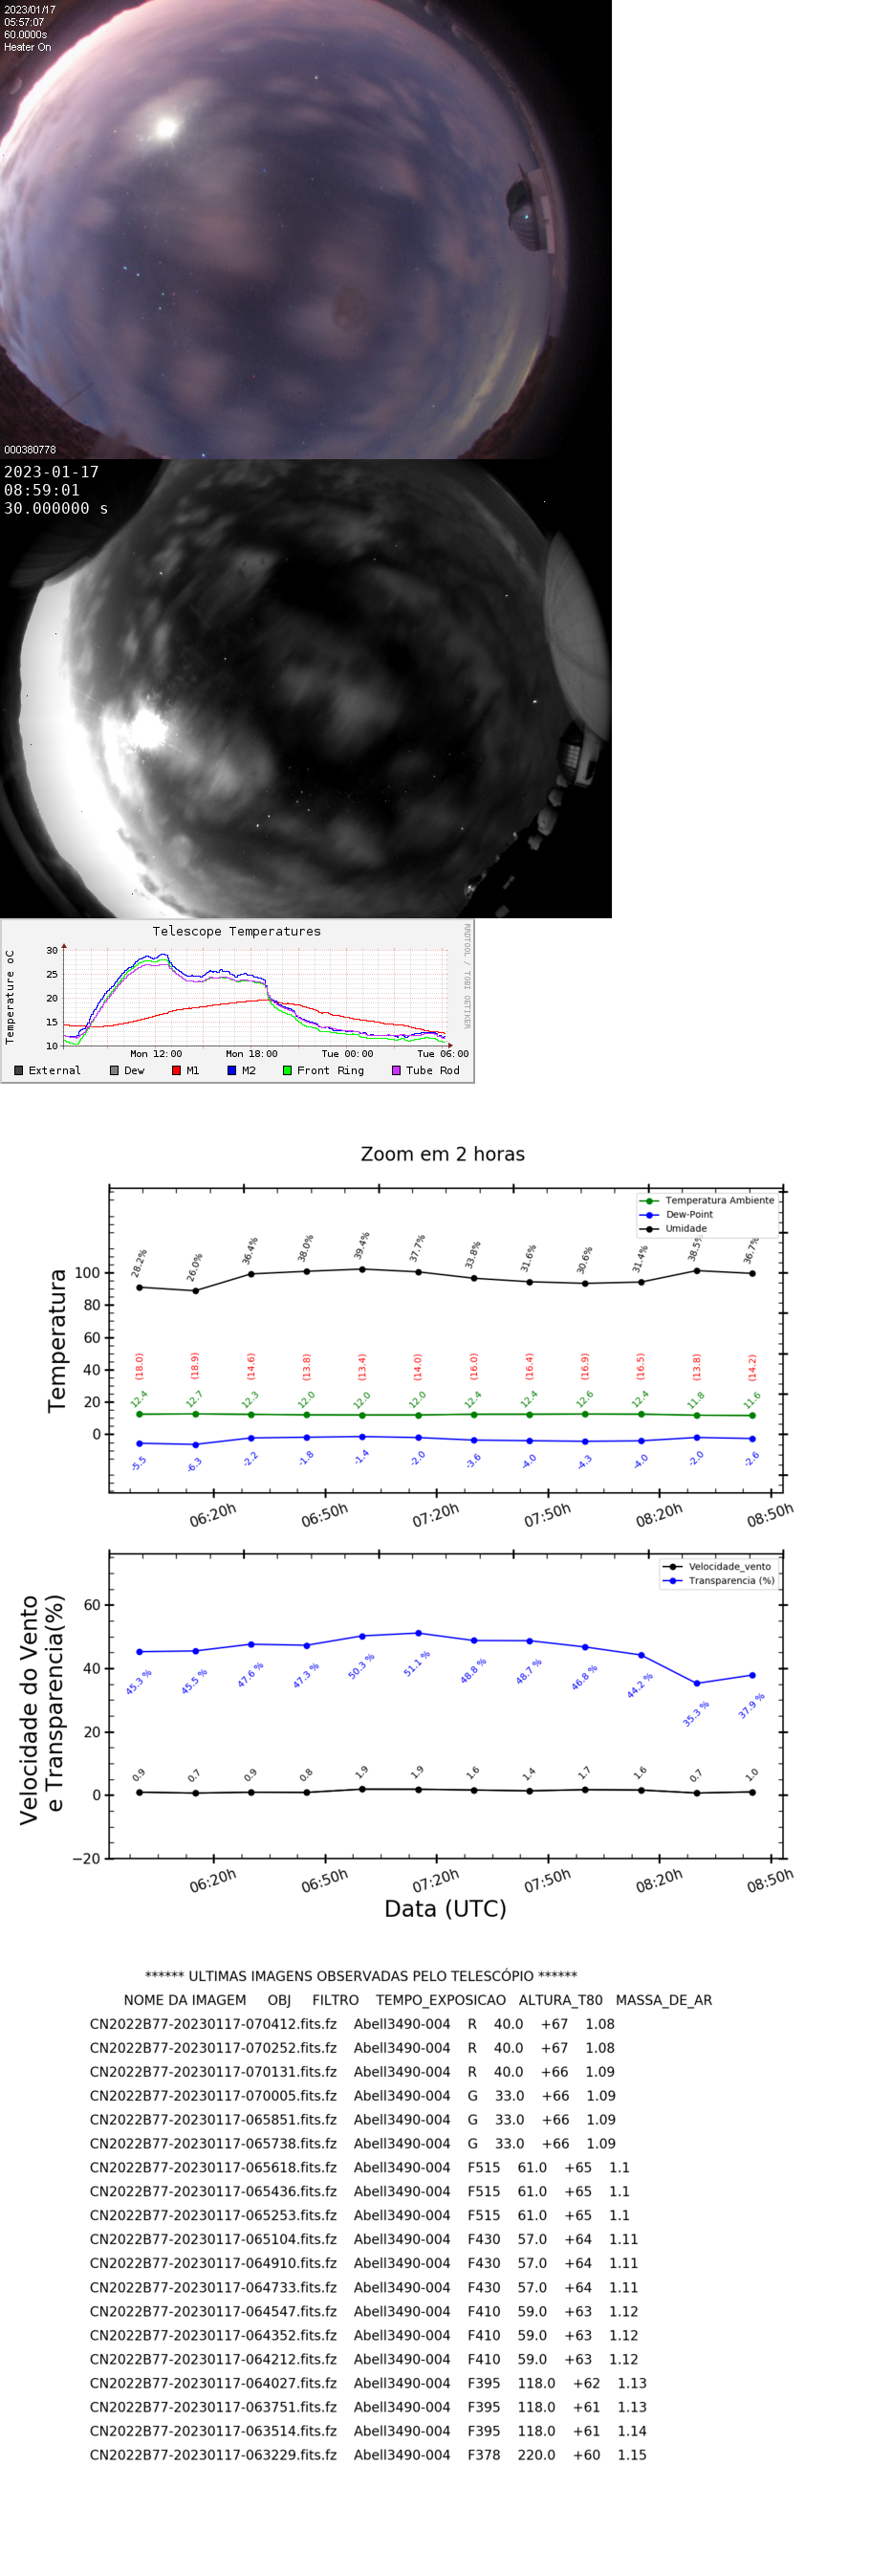 2023/01/17
05:57:07
60.0000s
Heater On
000380778
2023-01-17
08:59:01
30.000000 s
Telescope Temperatures
RRDTOOL / TOBI OETIKER
Temperature oC
30
25
20
15
10
Mon 12:00 Mon 18:00 Tue 00:00 Tue 06:00
External Dew M1 M2 Front Ring Tube Rod
Zoom em 2 horas
Temperatura Ambiente
Dew-Point
Umidade
Temperatura
100
80
60
40
20
0
28.2% 26.0% 36.4% 38.0% 39.4% 37.7% 33.8% 31.6% 30.6% 31.4% 38.5% 36.7%
(18.0) (18.9) (14.6) (13.8) (13.4) (14.0) (16.0) (16.4) (16.9) (16.5) (13.8) (14.2)
12.4 12.7 12.3 12.0 12.0 12.0 12.4 12.4 12.6 12.4 11.8 11.6
-5.5 -6.3 -2.2 -1.8 -1.4 -2.0 -3.6 -4.0 -4.3 -4.0 -2.0 -2.6
06:20h 06:50h 07:20h 07:50h 08:20h 08:50h
Velocidade_vento
Transparencia (%)
Velocidade do Vento
e Transparencia(%)
60
40
20
0
−20
45.3 % 45.5 % 47.6 % 47.3 % 50.3 % 51.1 % 48.8 % 48.7 % 46.8 % 44.2 % 35.3 % 37.9 %
0.9 0.7 0.9 0.8 1.9 1.9 1.6 1.4 1.7 1.6 0.7 1.0
06:20h 06:50h 07:20h 07:50h 08:20h 08:50h
Data (UTC)
****** ULTIMAS IMAGENS OBSERVADAS PELO TELESCÓPIO ******
NOME DA IMAGEM OBJ FILTRO TEMPO_EXPOSICAO ALTURA_T80 MASSA_DE_AR
CN2022B77-20230117-070412.fits.fz Abell3490-004 R 40.0 +67 1.08
CN2022B77-20230117-070252.fits.fz Abell3490-004 R 40.0 +67 1.08
CN2022B77-20230117-070131.fits.fz Abell3490-004 R 40.0 +66 1.09
CN2022B77-20230117-070005.fits.fz Abell3490-004 G 33.0 +66 1.09
CN2022B77-20230117-065851.fits.fz Abell3490-004 G 33.0 +66 1.09
CN2022B77-20230117-065738.fits.fz Abell3490-004 G 33.0 +66 1.09
CN2022B77-20230117-065618.fits.fz Abell3490-004 F515 61.0 +65 1.1
CN2022B77-20230117-065436.fits.fz Abell3490-004 F515 61.0 +65 1.1
CN2022B77-20230117-065253.fits.fz Abell3490-004 F515 61.0 +65 1.1
CN2022B77-20230117-065104.fits.fz Abell3490-004 F430 57.0 +64 1.11
CN2022B77-20230117-064910.fits.fz Abell3490-004 F430 57.0 +64 1.11
CN2022B77-20230117-064733.fits.fz Abell3490-004 F430 57.0 +64 1.11
CN2022B77-20230117-064547.fits.fz Abell3490-004 F410 59.0 +63 1.12
CN2022B77-20230117-064352.fits.fz Abell3490-004 F410 59.0 +63 1.12
CN2022B77-20230117-064212.fits.fz Abell3490-004 F410 59.0 +63 1.12
CN2022B77-20230117-064027.fits.fz Abell3490-004 F395 118.0 +62 1.13
CN2022B77-20230117-063751.fits.fz Abell3490-004 F395 118.0 +61 1.13
CN2022B77-20230117-063514.fits.fz Abell3490-004 F395 118.0 +61 1.14
CN2022B77-20230117-063229.fits.fz Abell3490-004 F378 220.0 +60 1.15